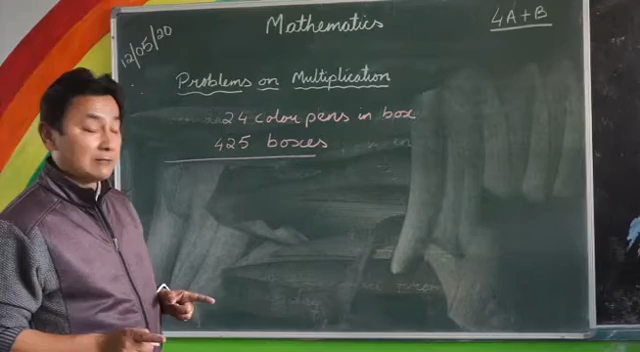 12/05/20
Mathematics
4A+B
Problems on Multiplication
24 colour pens in box
425 boxes